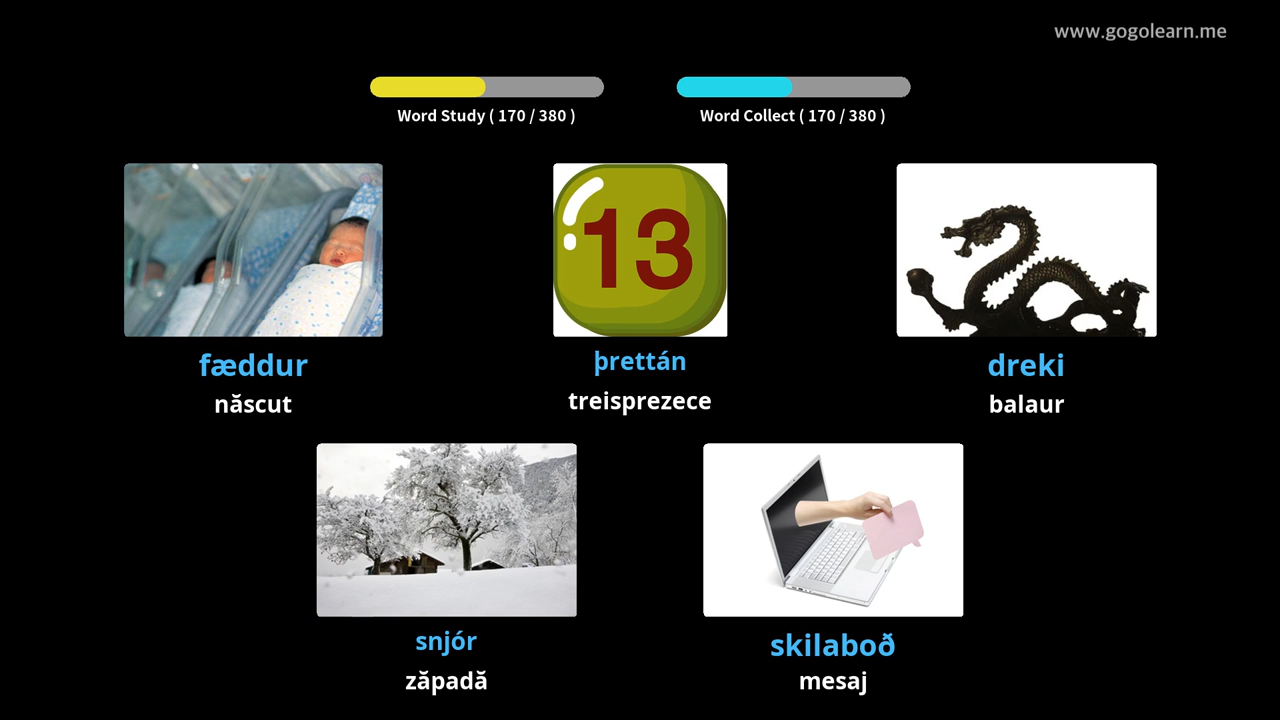 www.gogolearn.me
Word Study ( 170 / 380 )
Word Collect ( 170 / 380 )
13
fæddur
născut
þrettán
treisprezece
dreki
balaur
snjór
zăpadă
skilaboð
mesaj